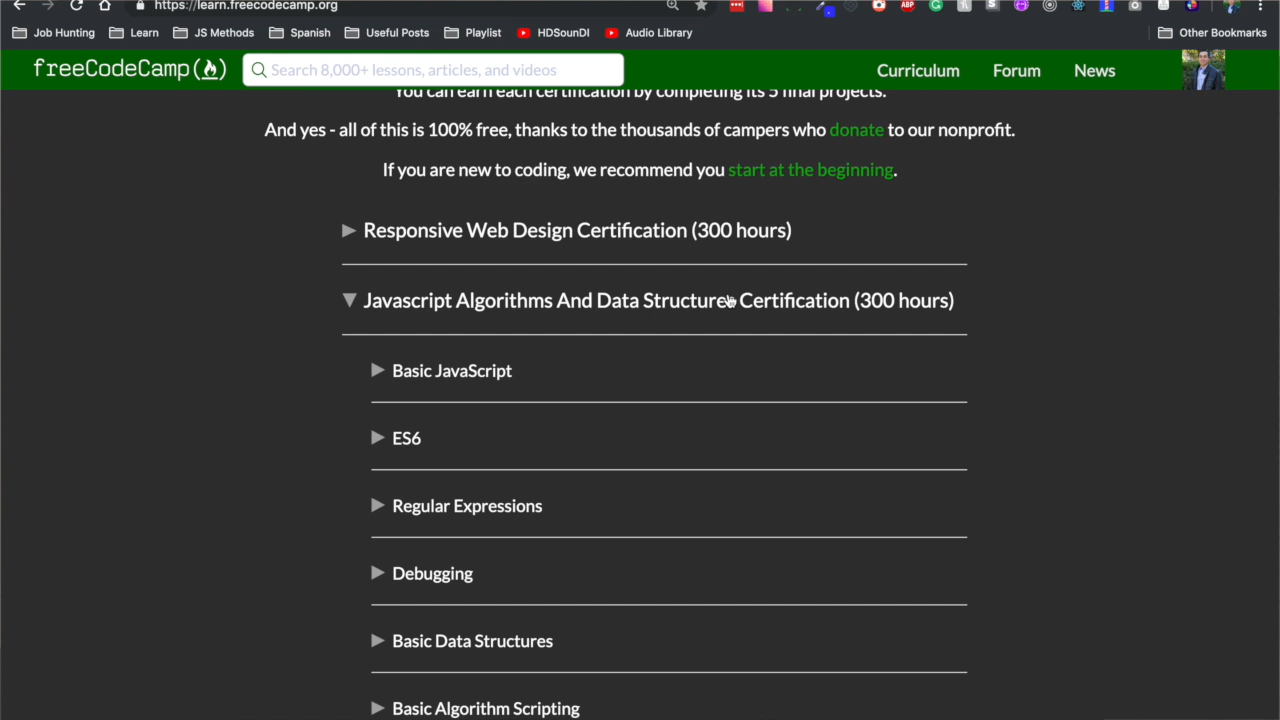 https://learn.freecodecamp.org
ABP
Job Hunting
Learn
JS Methods
Spanish
Useful Posts
Playlist
HDSounDI
Audio Library
Other Bookmarks
freeCodeCamp
Search 8,000+ lessons, articles, and videos
Curriculum
Forum
News
You can earn each certification by completing its 5 final projects.
And yes - all of this is 100% free, thanks to the thousands of campers who donate to our nonprofit.
If you are new to coding, we recommend you start at the beginning.
Responsive Web Design Certification (300 hours)
Javascript Algorithms And Data Structures Certification (300 hours)
Basic JavaScript
ES6
Regular Expressions
Debugging
Basic Data Structures
Basic Algorithm Scripting